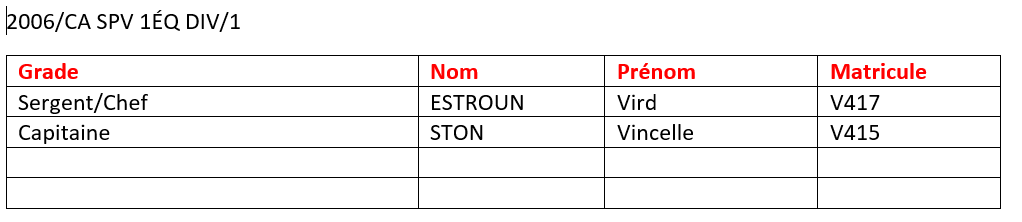 2006/CA SPV 1ÉQ DIV/1
Grade Nom Prénom Matricule
Sergent/Chef ESTROUN Vird V417
Capitaine STON Vincelle V415